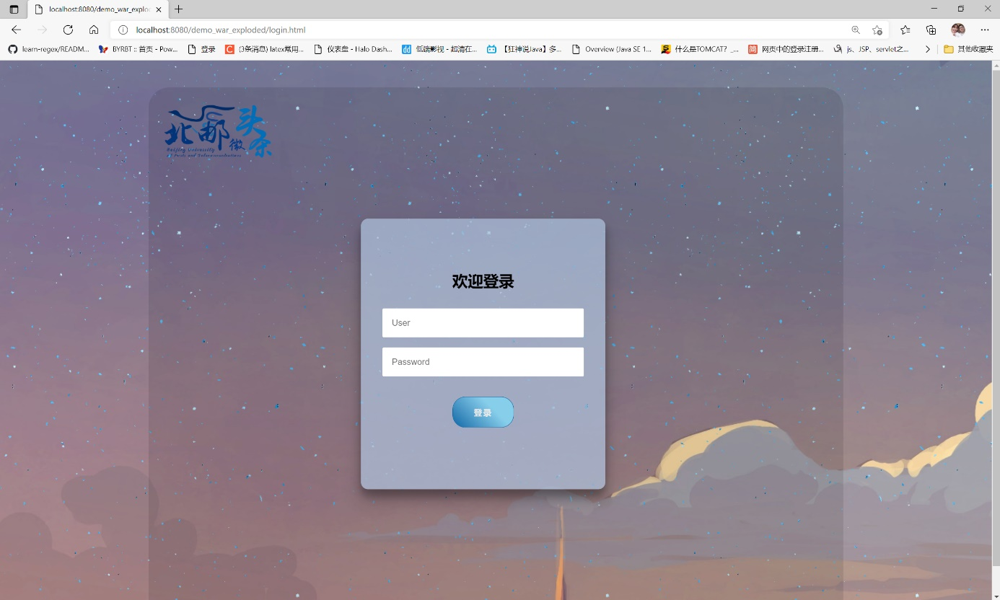 localhost:8080/demo_war_explod
localhost:8080/demo_war_exploded/login.html
learn-regex/READM...
BYRBT :: 首页 - Pow...
登录
(3条消息) latex常用...
仪表盘 - Halo Dash...
低端影视 - 超清在...
【狂神说Java】多...
Overview (Java SE 1...
什么是TOMCAT? _...
网页中的登录注册...
js、JSP、servlet之...
其他收藏夹
北邮微头条
Beijing University
of Posts and Telecommunications
欢迎登录
User
Password
登录